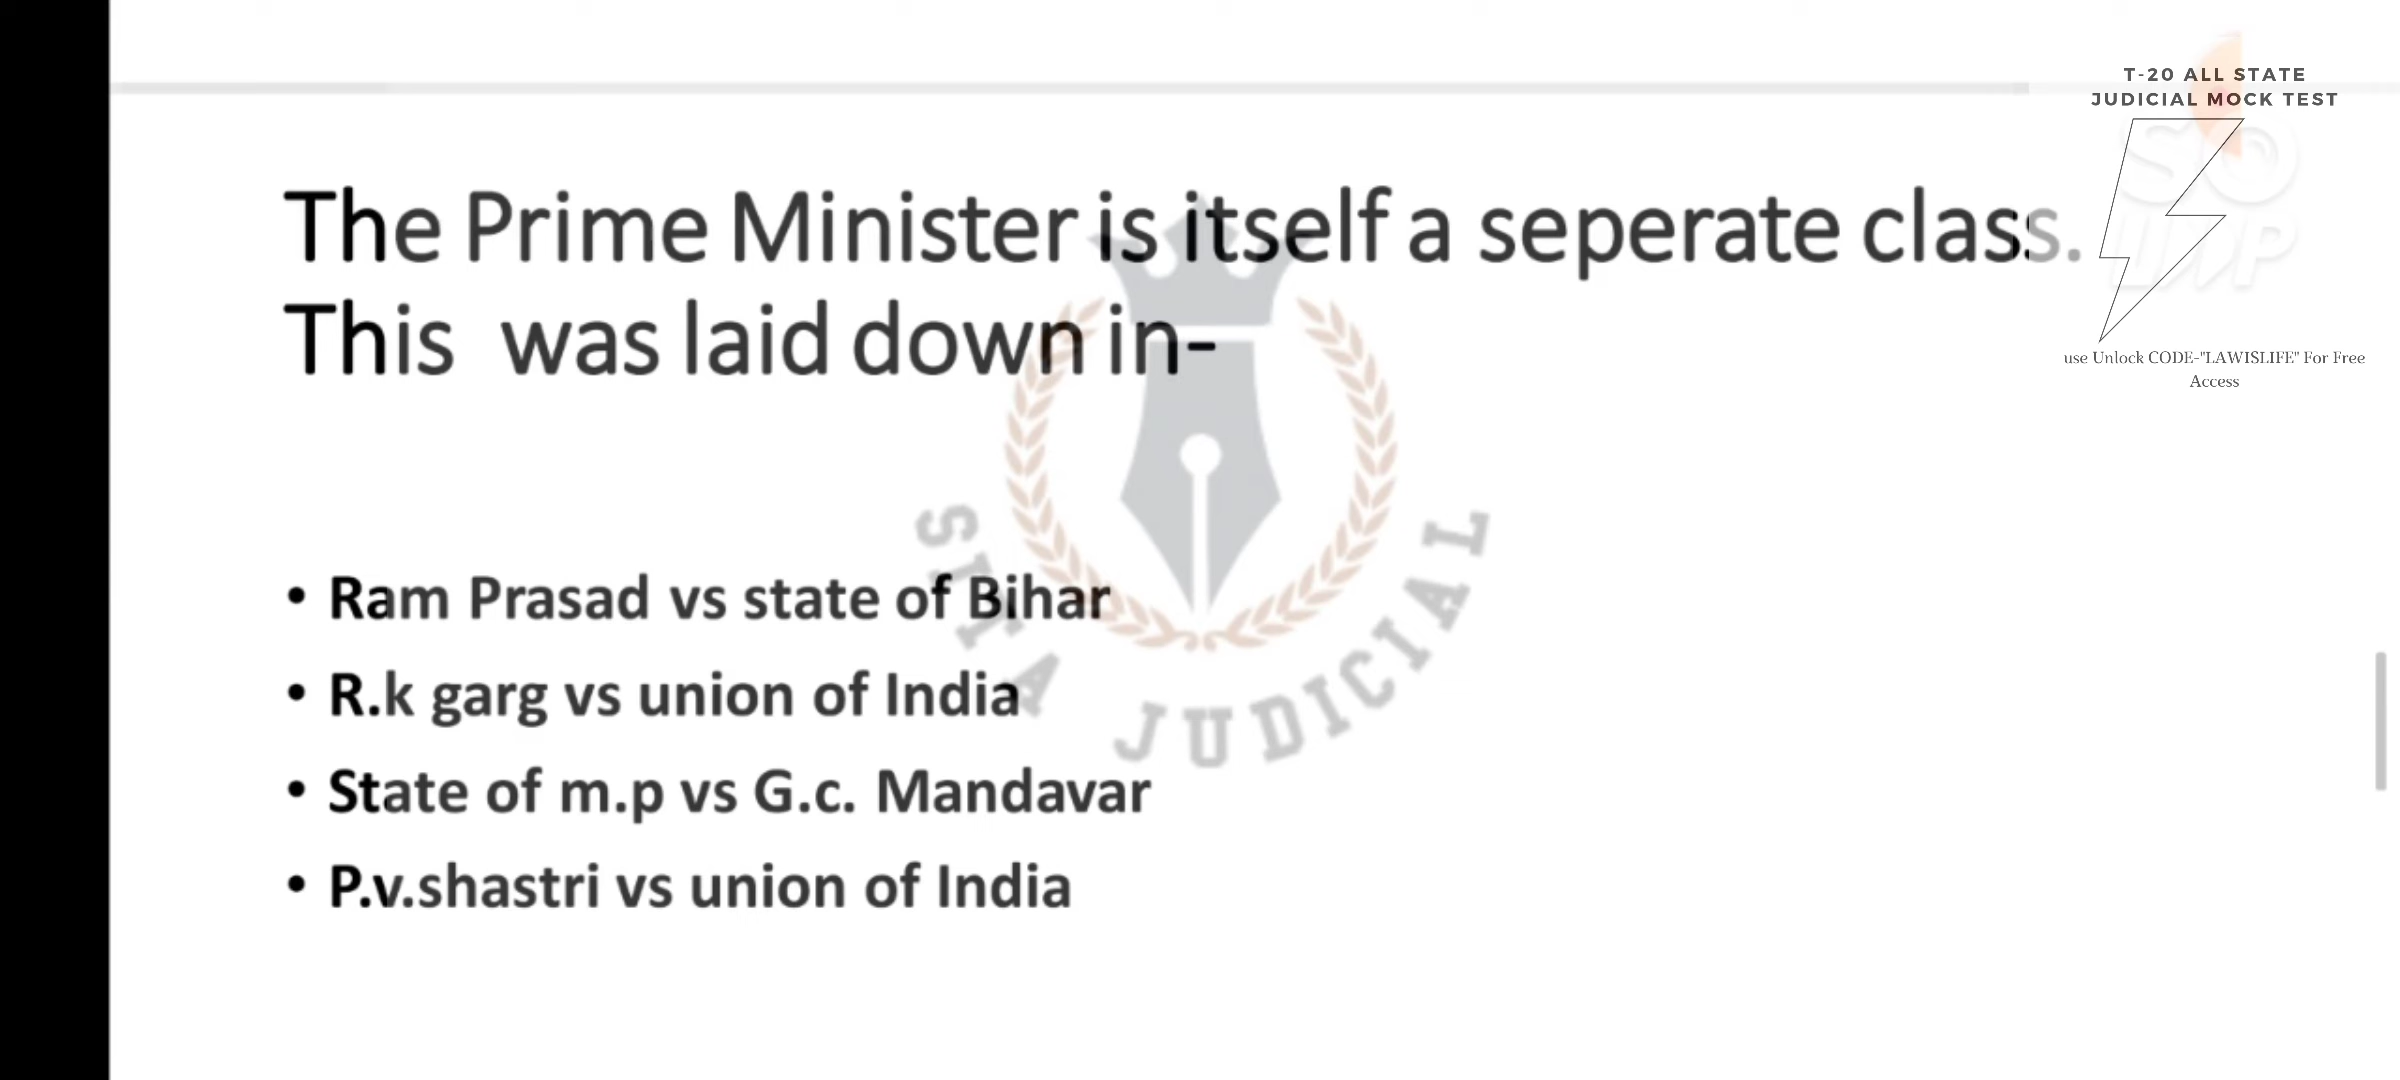 T-20 ALL STATE
JUDICIAL MOCK TEST
The Prime Minister is itself a seperate class.
This was laid down in-
use Unlock CODE-"LAWISLIFE" For Free
Access
• Ram Prasad vs state of Bihar
• R.k garg vs union of India
• State of m.p vs G.c. Mandavar
• P.v.shastri vs union of India
SITA JUDICIAL